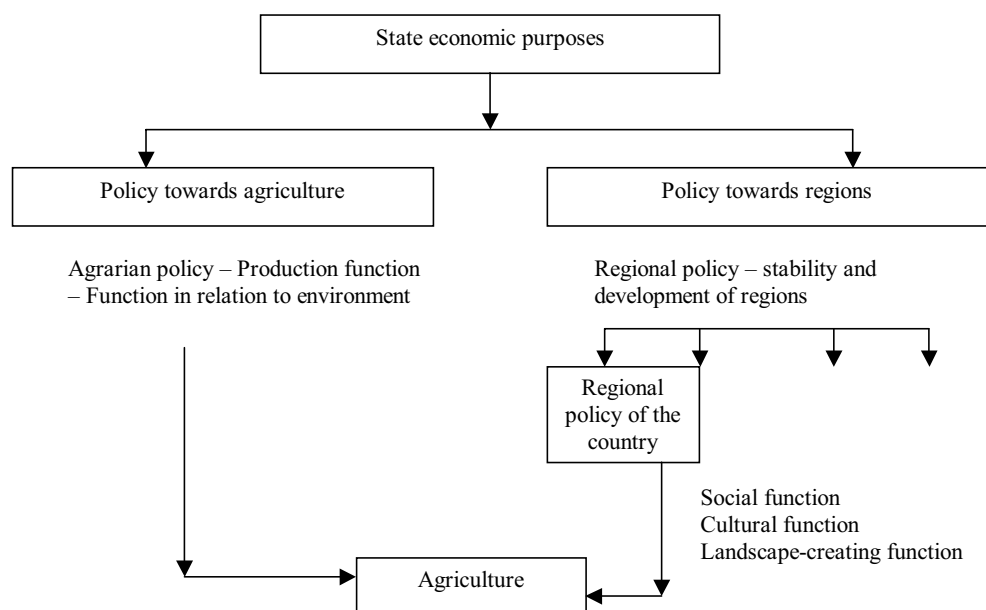 State economic purposes
Policy towards agriculture
Policy towards regions
Agrarian policy – Production function
– Function in relation to environment
Regional policy – stability and
development of regions
Regional
policy of the
country
Social function
Cultural function
Landscape-creating function
Agriculture